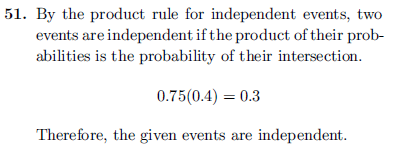 51. By the product rule for independent events, two
events are independent if the product of their prob-
abilities is the probability of their intersection.
0.75(0.4) = 0.3
Therefore, the given events are independent.